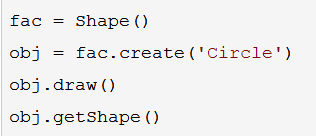 fac = Shape()
obj = fac.create('Circle')
obj.draw()
obj.getShape()